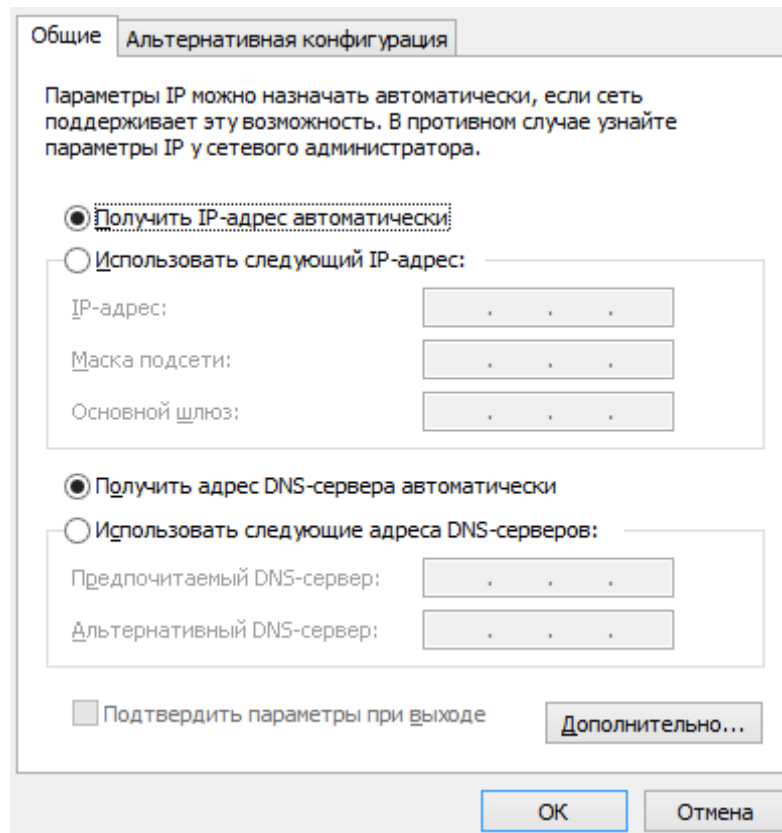 Общие
Альтернативная конфигурация
Параметры IP можно назначать автоматически, если сеть
поддерживает эту возможность. В противном случае узнайте
параметры IP у сетевого администратора.
Получить IP-адрес автоматически
Использовать следующий IP-адрес:
IP-адрес:
Маска подсети:
Основной шлюз:
Получить адрес DNS-сервера автоматически
Использовать следующие адреса DNS-серверов:
Предпочитаемый DNS-сервер:
Альтернативный DNS-сервер:
Подтвердить параметры при выходе
Дополнительно...
ОК
Отмена